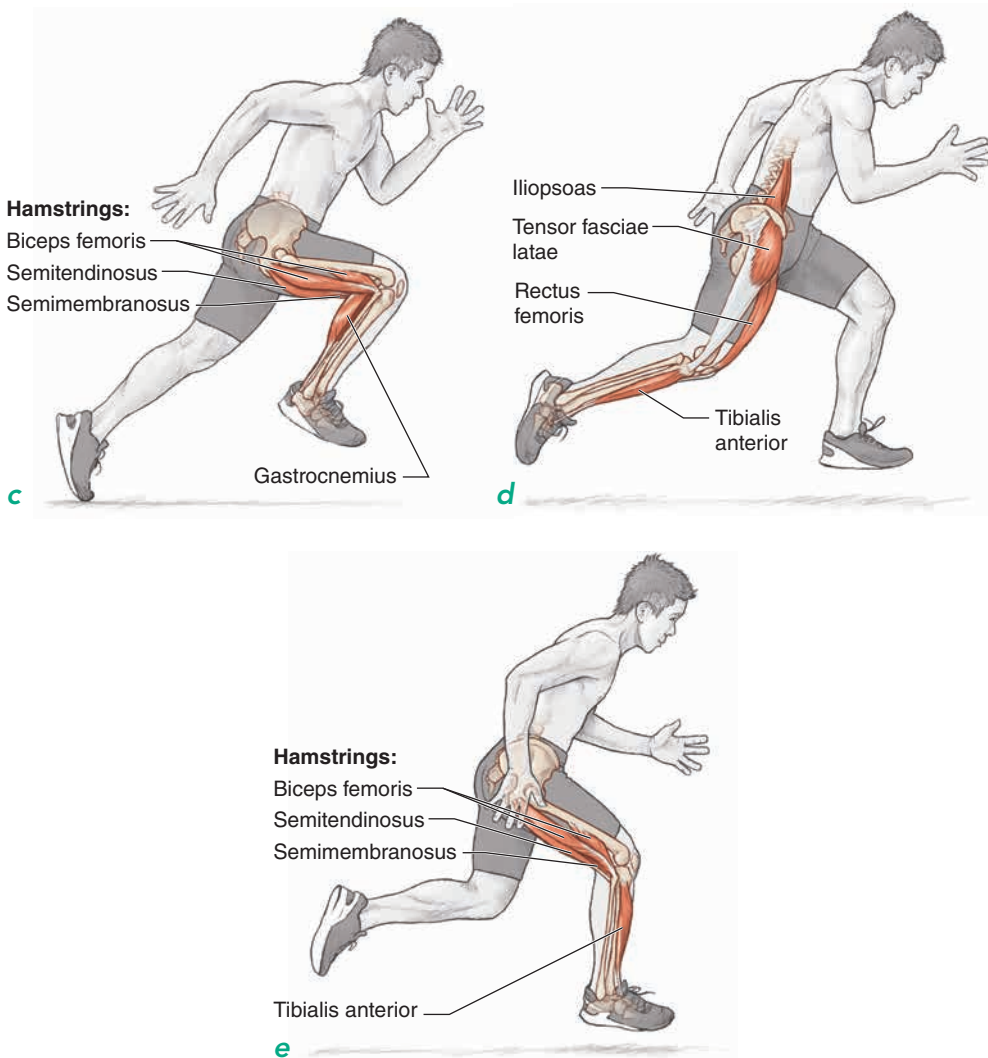 Hamstrings:
Biceps femoris
Semitendinosus
Semimembranosus
Gastrocnemius
c
Iliopsoas
Tensor fasciae
latae
Rectus
femoris
Tibialis
anterior
d
Hamstrings:
Biceps femoris
Semitendinosus
Semimembranosus
Tibialis anterior
e